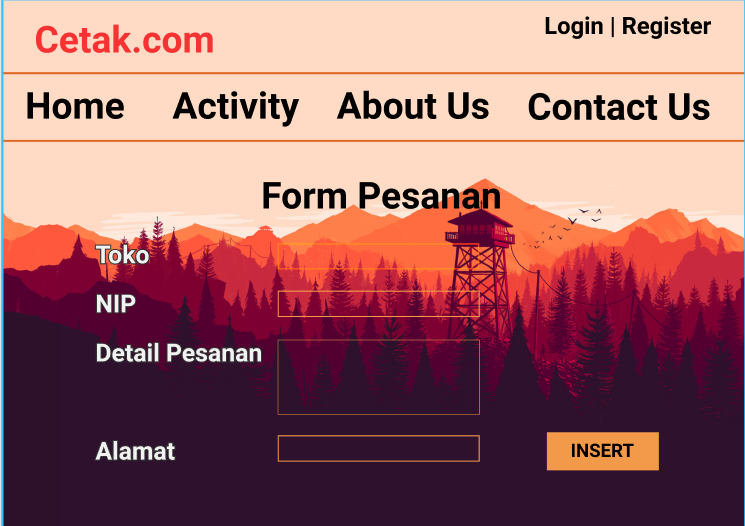 Cetak.com
Login | Register
Home Activity About Us Contact Us
Form Pesanan
Toko
NIP
Detail Pesanan
Alamat
INSERT